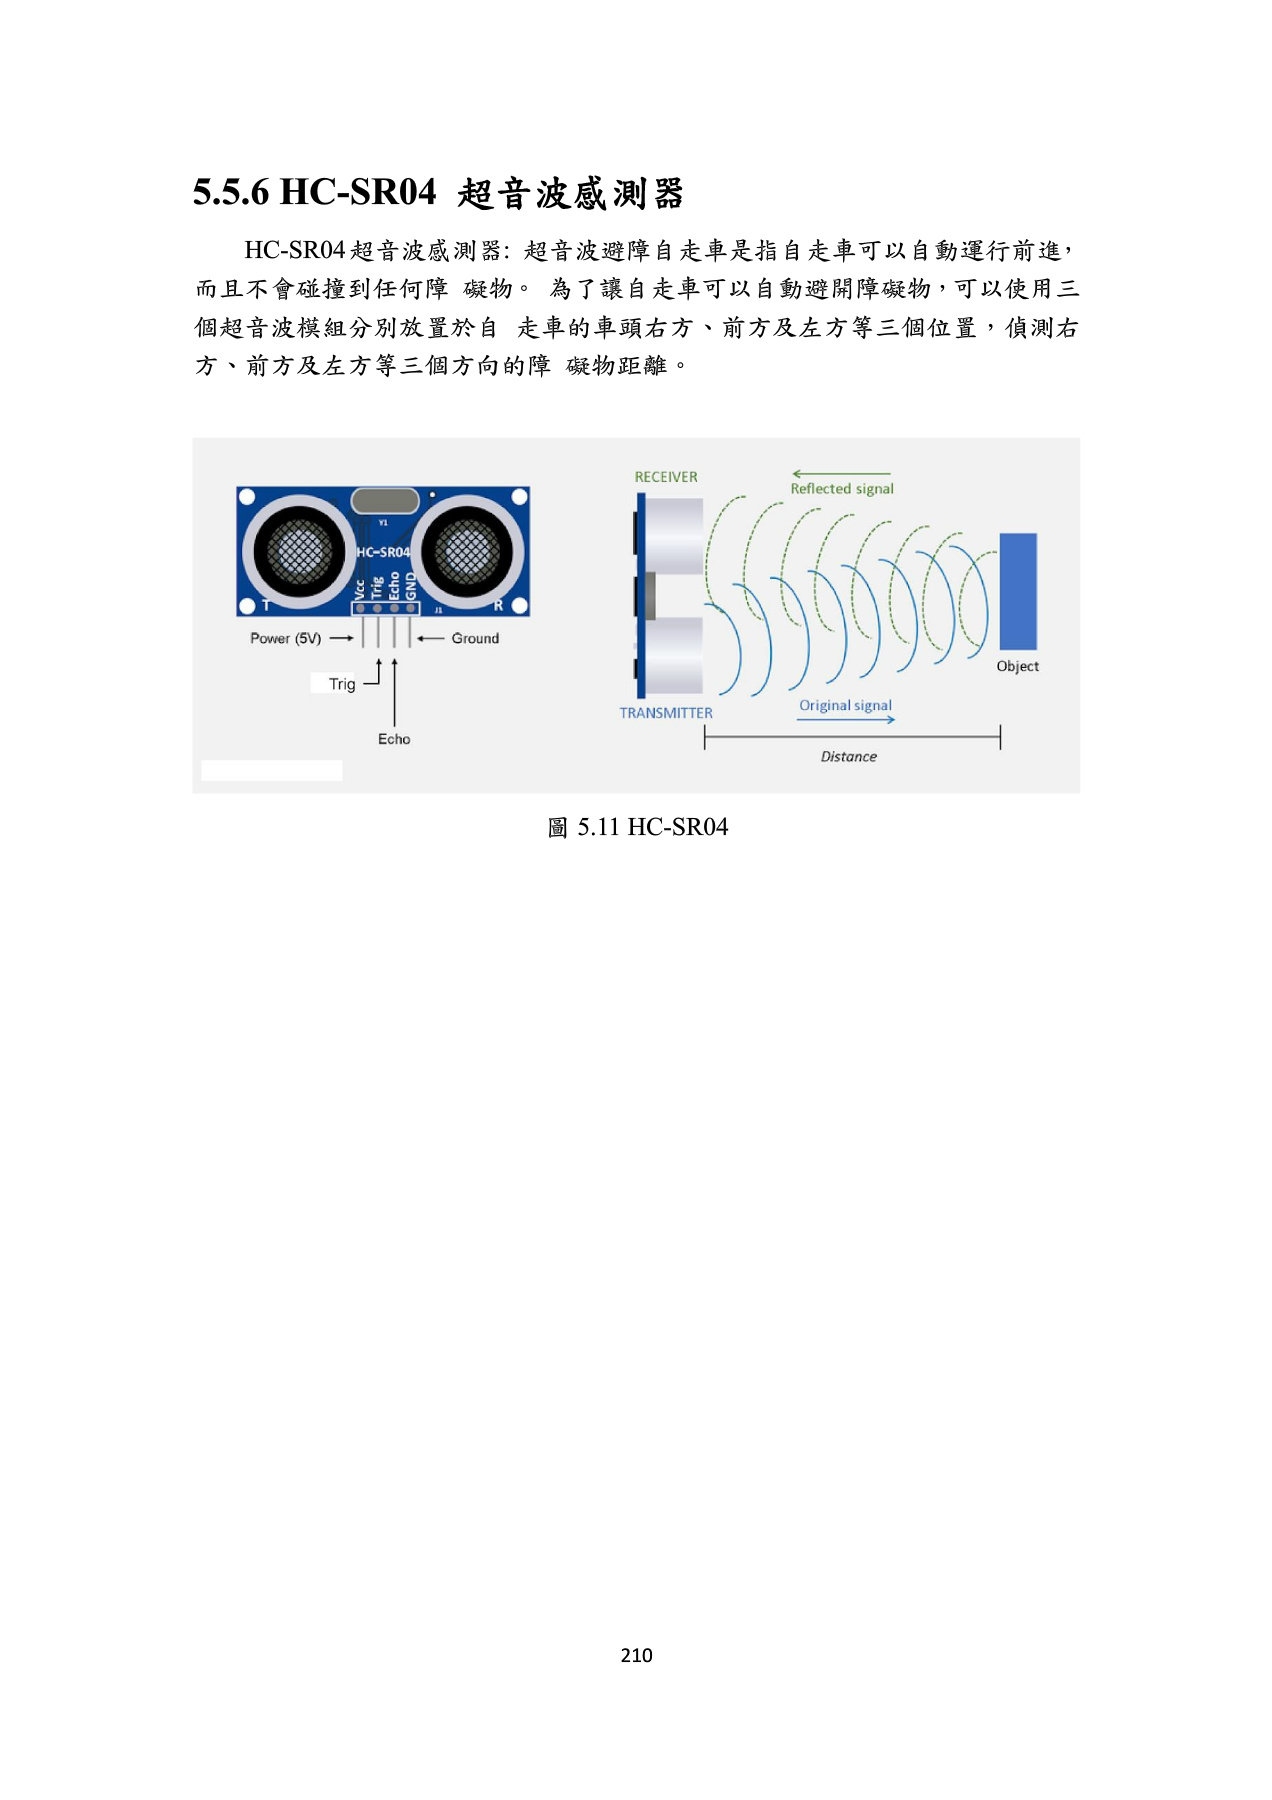 5.5.6 HC-SR04 超音波感測器
HC-SR04超音波感測器: 超音波避障自走車是指自走車可以自動運行前進，
而且不會碰撞到任何障 礙物。 為了讓自走車可以自動避開障礙物，可以使用三
個超音波模組分別放置於自 走車的車頭右方、前方及左方等三個位置，偵測右
方、前方及左方等三個方向的障 礙物距離。
Y1
HC-SR04
Vcc
Trig
Echo
GND
T
J1
R
Power (5V)
Ground
Trig
Echo
RECEIVER
Reflected signal
Object
TRANSMITTER
Original signal
Distance
圖 5.11 HC-SR04
210